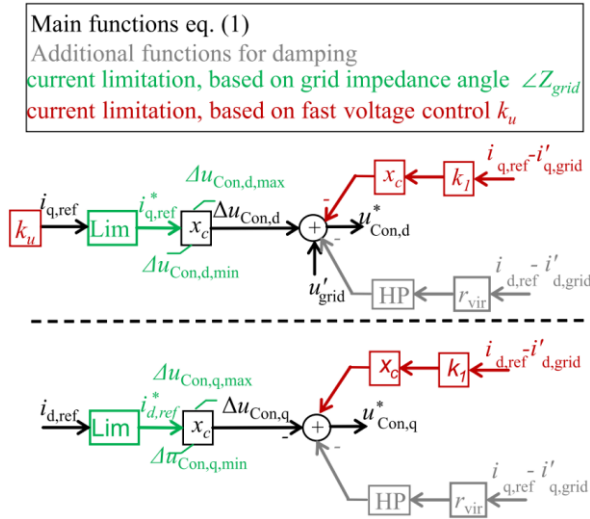 Main functions eq. (1)
Additional functions for damping
current limitation, based on grid impedance angle ∠Z_grid
current limitation, based on fast voltage control k_u
i_q,ref-i'_q,grid
Δu_Con,d,max
x_c
k_1
-
i_q,ref
i*_q,ref
Δu_Con,d
k_u
Lim
x_c
+
u*_Con,d
-
Δu_Con,d,min
u'_grid
i_d,ref-i'_d,grid
HP
r_vir
i_d,ref-i'_d,grid
x_c
k_1
Δu_Con,q,max
i_d,ref
i*_d,ref
Δu_Con,q
Lim
x_c
-
+
u*_Con,q
-
Δu_Con,q,min
i_q,ref-i'_q,grid
HP
r_vir